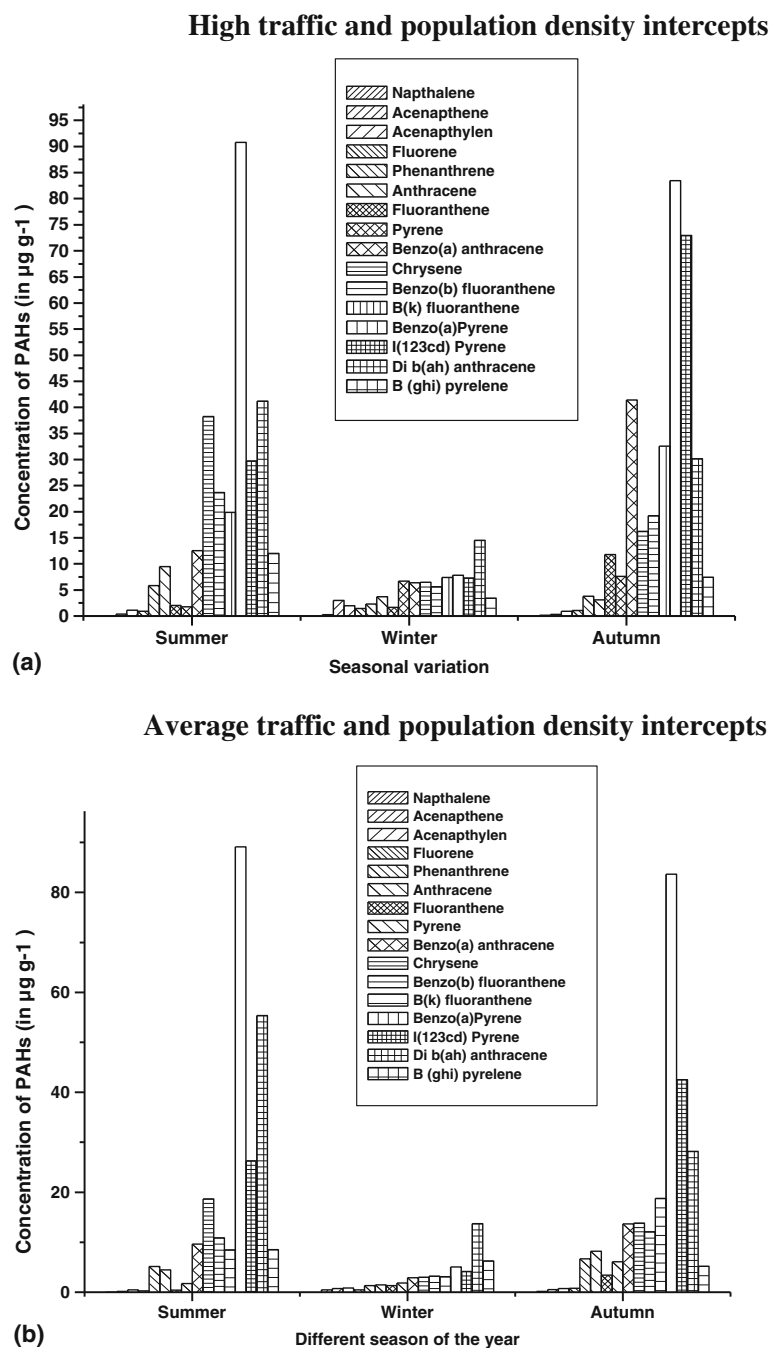 High traffic and population density intercepts
Napthalene
Acenapthene
Acenapthylen
Fluorene
Phenanthrene
Anthracene
Fluoranthene
Pyrene
Benzo(a) anthracene
Chrysene
Benzo(b) fluoranthene
B(k) fluoranthene
Benzo(a)Pyrene
I(123cd) Pyrene
Di b(ah) anthracene
B (ghi) pyrelene
Concentration of PAHs (in µg g-1 )
95
90
85
80
75
70
65
60
55
50
45
40
35
30
25
20
15
10
5
0
Summer Winter Autumn
Seasonal variation
(a)
Average traffic and population density intercepts
Napthalene
Acenapthene
Acenapthylen
Fluorene
Phenanthrene
Anthracene
Fluoranthene
Pyrene
Benzo(a) anthracene
Chrysene
Benzo(b) fluoranthene
B(k) fluoranthene
Benzo(a)Pyrene
I(123cd) Pyrene
Di b(ah) anthracene
B (ghi) pyrelene
Concentration of PAHs (in µg g-1 )
80
60
40
20
0
Summer Winter Autumn
Different season of the year
(b)